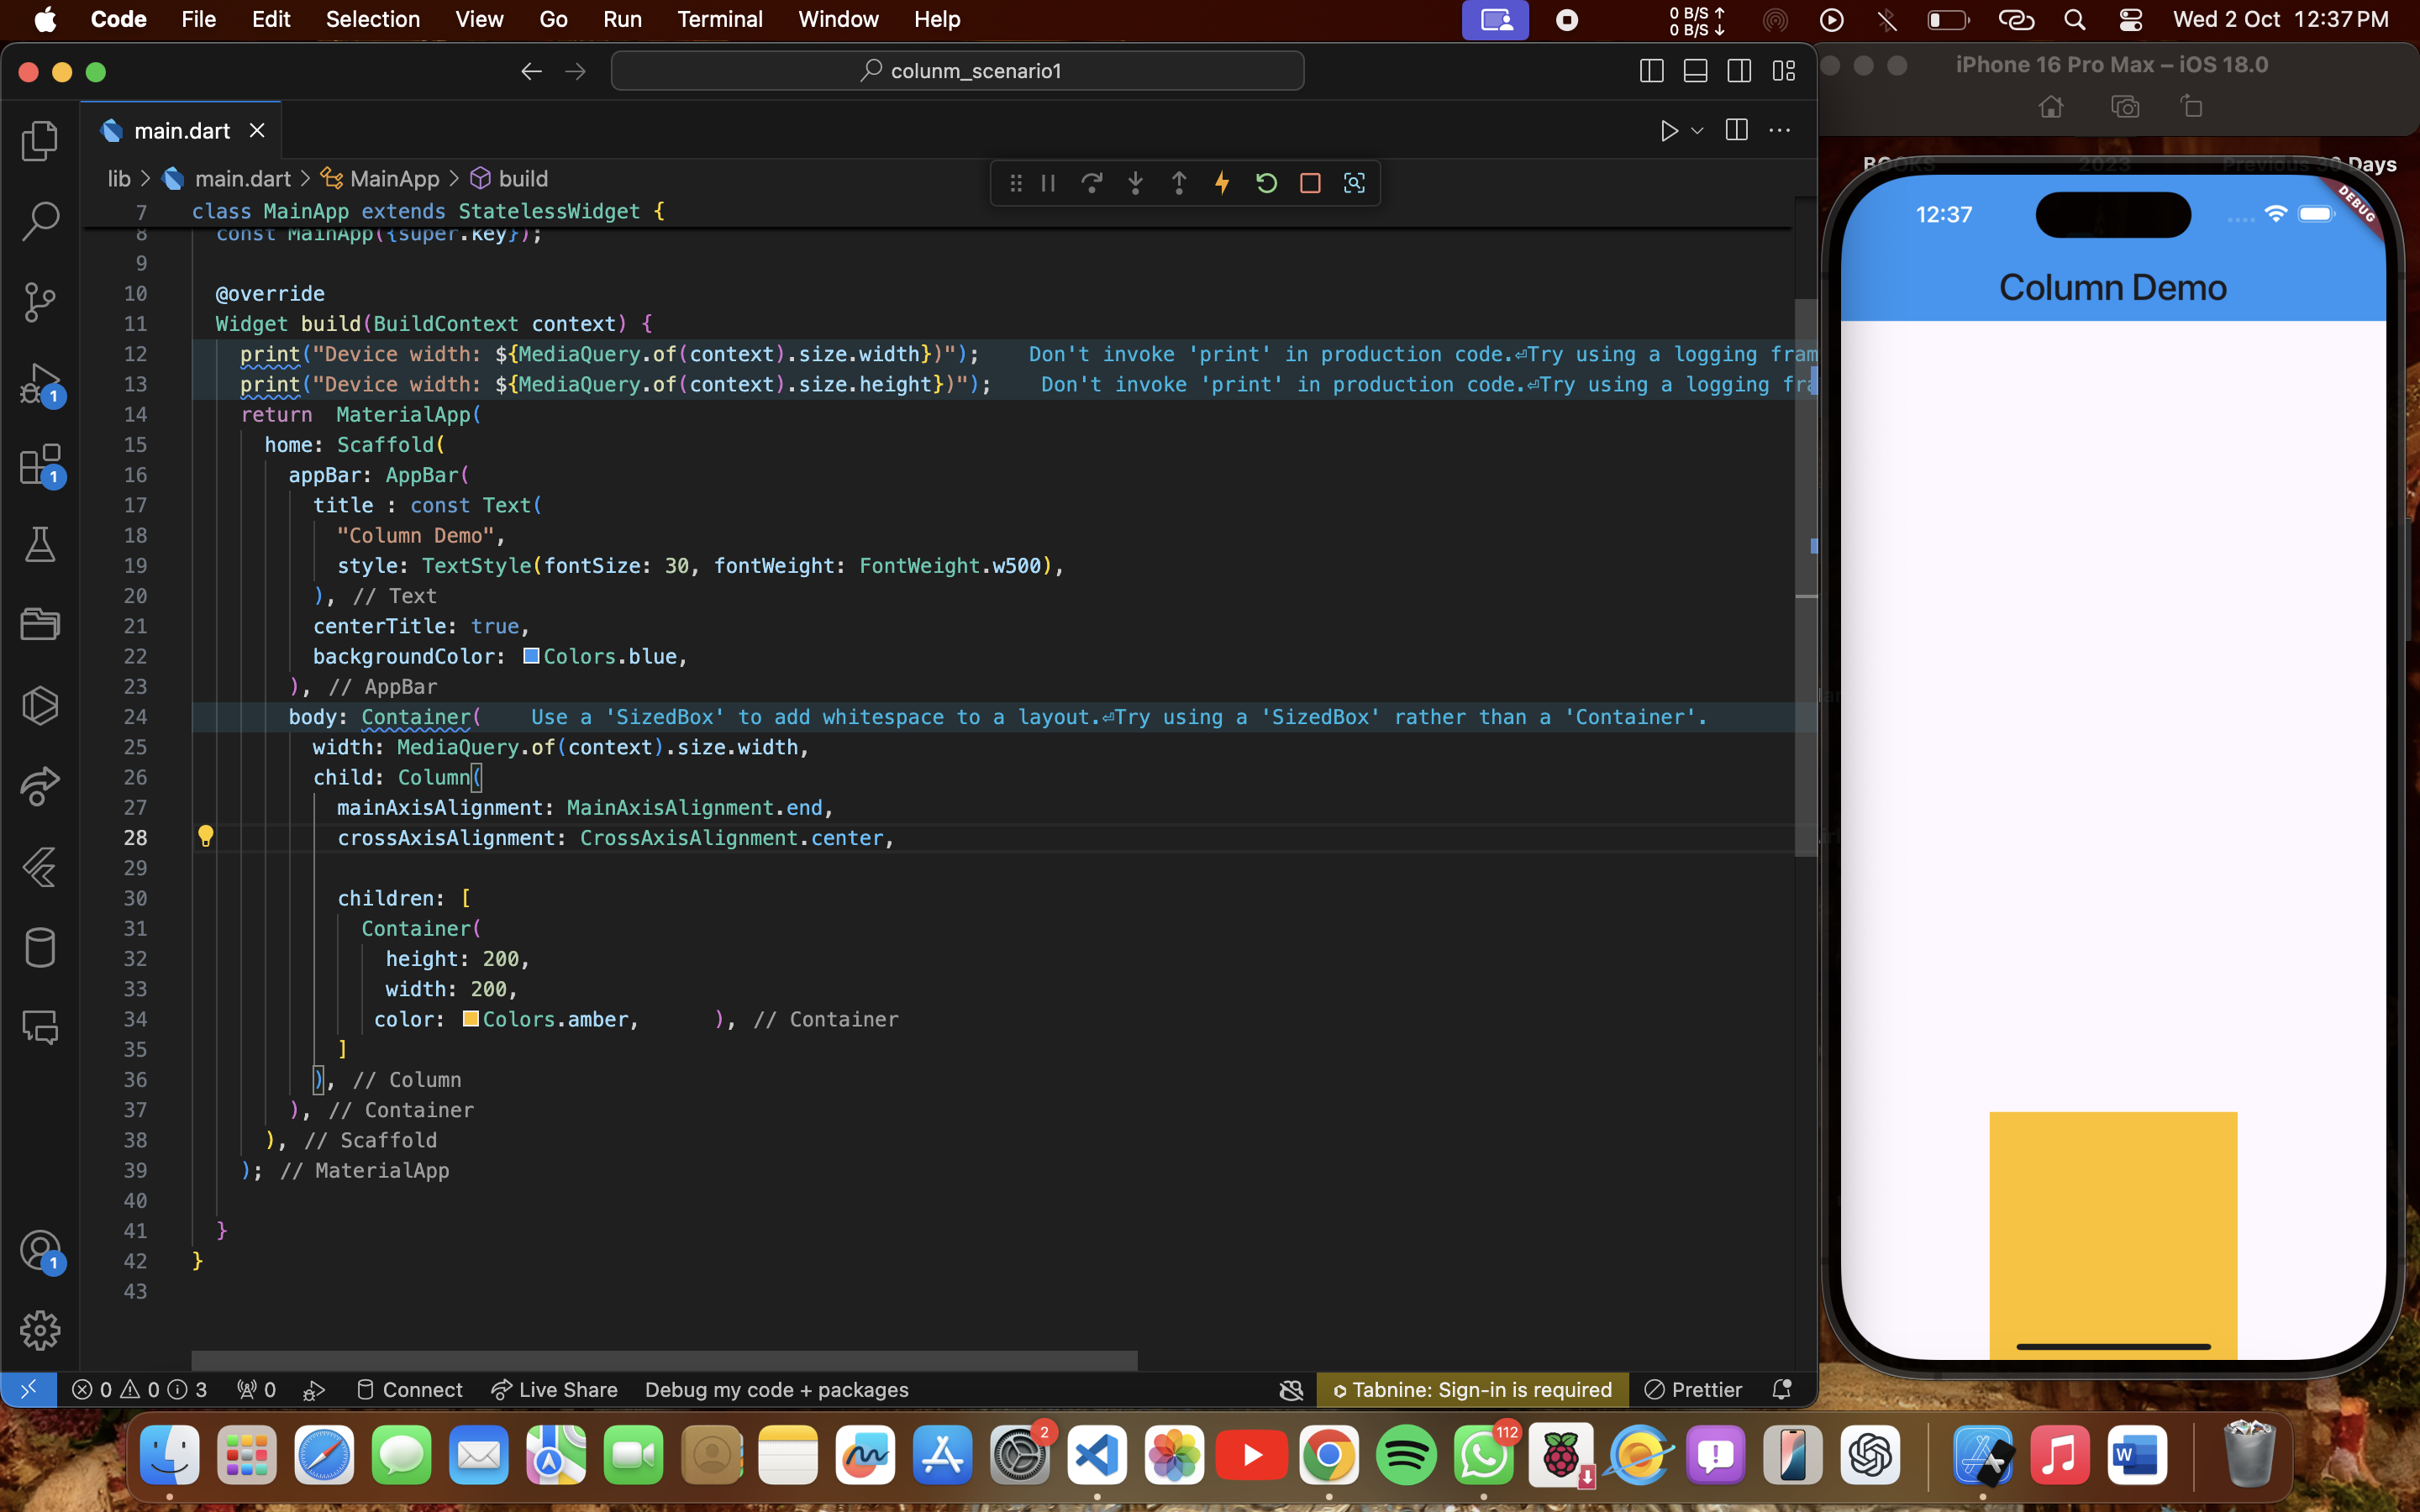 Code File Edit Selection View Go Run Terminal Window Help
0 B/S ↑
0 B/S ↓
Wed 2 Oct 12:37 PM
colunm_scenario1
main.dart
lib > main.dart > MainApp > build
7 class MainApp extends StatelessWidget {
8 const MainApp({super.key});
9
10 @override
11 Widget build(BuildContext context) {
12 print("Device width: ${MediaQuery.of(context).size.width})"); Don't invoke 'print' in production code.⏎Try using a logging fram
13 print("Device width: ${MediaQuery.of(context).size.height})"); Don't invoke 'print' in production code.⏎Try using a logging fra
14 return MaterialApp(
15 home: Scaffold(
16 appBar: AppBar(
17 title : const Text(
18 "Column Demo",
19 style: TextStyle(fontSize: 30, fontWeight: FontWeight.w500),
20 ), // Text
21 centerTitle: true,
22 backgroundColor: Colors.blue,
23 ), // AppBar
24 body: Container( Use a 'SizedBox' to add whitespace to a layout.⏎Try using a 'SizedBox' rather than a 'Container'.
25 width: MediaQuery.of(context).size.width,
26 child: Column(
27 mainAxisAlignment: MainAxisAlignment.end,
28 crossAxisAlignment: CrossAxisAlignment.center,
29
30 children: [
31 Container(
32 height: 200,
33 width: 200,
34 color: Colors.amber, ), // Container
35 ]
36 ), // Column
37 ), // Container
38 ), // Scaffold
39 ); // MaterialApp
40
41 }
42 }
43
1
1
1
0 0 3 0 Connect Live Share Debug my code + packages Tabnine: Sign-in is required Prettier
iPhone 16 Pro Max – iOS 18.0
BOOKS 2023 Previous 30 Days
12:37
DEBUG
Column Demo
2
112
W